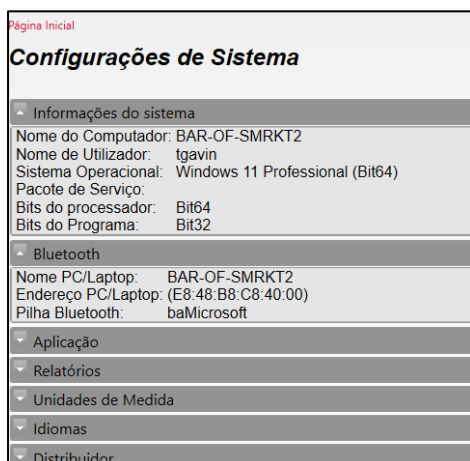 Página Inicial
Configurações de Sistema
Informações do sistema
Nome do Computador: BAR-OF-SMRKT2
Nome de Utilizador: tgavin
Sistema Operacional: Windows 11 Professional (Bit64)
Pacote de Serviço:
Bits do processador: Bit64
Bits do Programa: Bit32
Bluetooth
Nome PC/Laptop: BAR-OF-SMRKT2
Endereço PC/Laptop: (E8:48:B8:C8:40:00)
Pilha Bluetooth: baMicrosoft
Aplicação
Relatórios
Unidades de Medida
Idiomas
Distribuidor